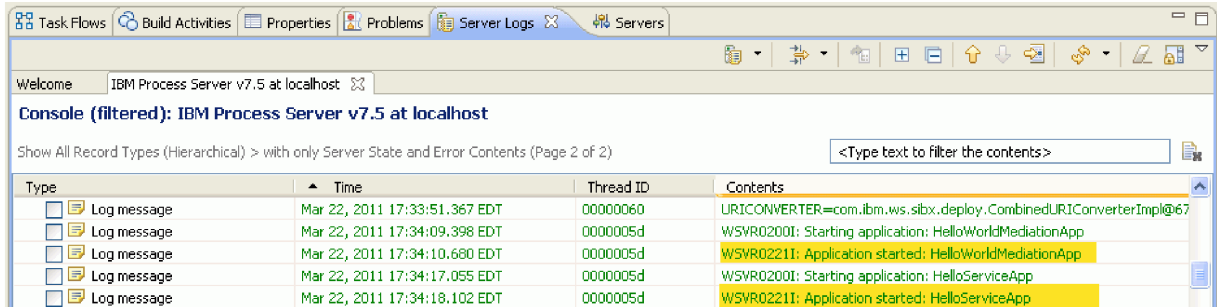 Task Flows Build Activities Properties Problems Server Logs Servers
Welcome IBM Process Server v7.5 at localhost
Console (filtered): IBM Process Server v7.5 at localhost
Show All Record Types (Hierarchical) > with only Server State and Error Contents (Page 2 of 2) <Type text to filter the contents>
Type Time Thread ID Contents
Log message Mar 22, 2011 17:33:51.367 EDT 00000060 URICONVERTER=com.ibm.ws.sibx.deploy.CombinedURIConverterImpl@67
Log message Mar 22, 2011 17:34:09.398 EDT 0000005d WSVR0200I: Starting application: HelloWorldMediationApp
Log message Mar 22, 2011 17:34:10.680 EDT 0000005d WSVR0221I: Application started: HelloWorldMediationApp
Log message Mar 22, 2011 17:34:17.055 EDT 0000005d WSVR0200I: Starting application: HelloServiceApp
Log message Mar 22, 2011 17:34:18.102 EDT 0000005d WSVR0221I: Application started: HelloServiceApp